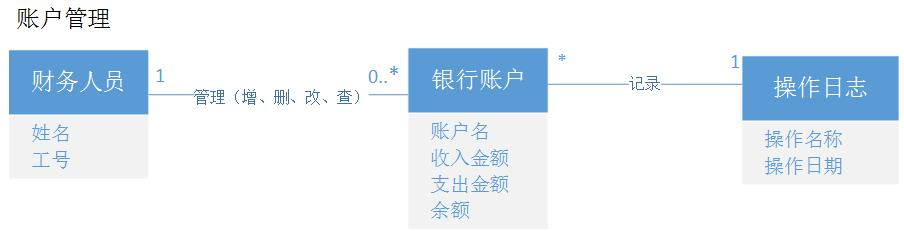 账户管理
财务人员
姓名
工号
1
管理（增、删、改、查）
0..*
银行账户
账户名
收入金额
支出金额
余额
*
记录
1
操作日志
操作名称
操作日期